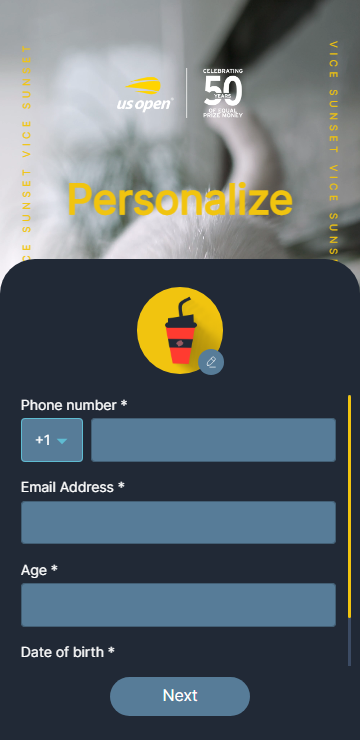 VICE SUNSET VICE SUNSET
VICE SUNSET VICE SUNS
CELEBRATING
50
YEARS
OF EQUAL
PRIZE MONEY
us open
Personalize
Phone number *
+1
Email Address *
Age *
Date of birth *
Next